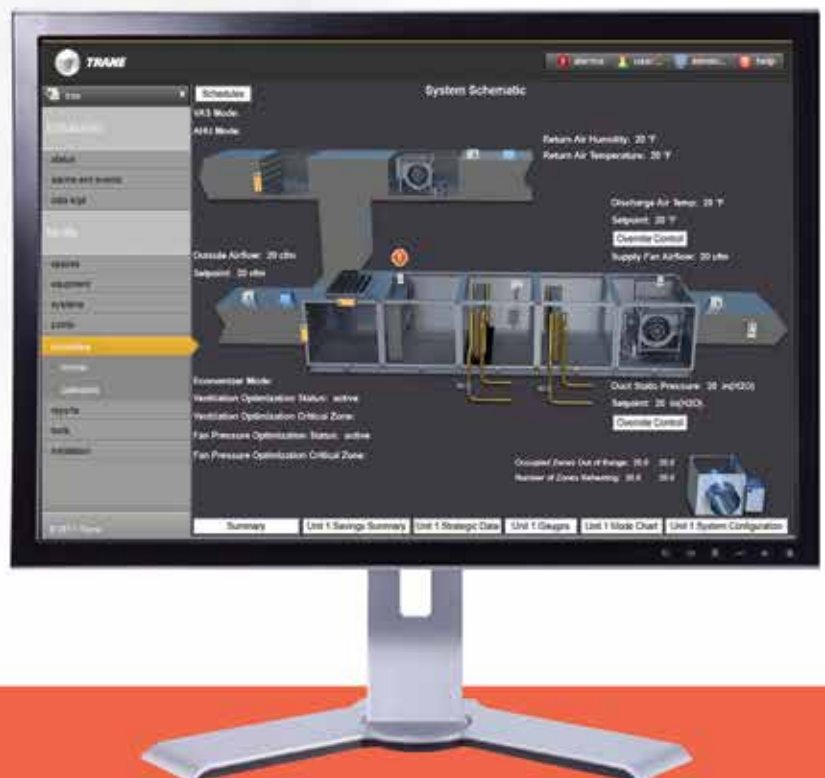 TRANE
alarms user... help
tree
Schedules
System Schematic
VAS Mode:
AHU Mode:
Return Air Humidity: 20 °F
Return Air Temperature: 20 °F
status
alarms and events
data logs
Discharge Air Temp: 20 °F
Setpoint: 20 °F
Override Control
Supply Fan Airflow: 20 cfm
Outside Airflow: 20 cfm
Setpoint: 20 cfm
spaces
equipment
systems
points
Economizer Mode:
Ventilation Optimization Status: active
Ventilation Optimization Critical Zone:
Fan Pressure Optimization Status: active
Fan Pressure Optimization Critical Zone:
Duct Static Pressure: 20 in(H2O)
Setpoint: 20 in(H2O)
Override Control
reports
tools
installation
Occupied Zones Out of Range: 20.0 20.0
Number of Zones Reheating: 20.0 20.0
© 2011 Trane
Summary
Unit 1 Savings Summary
Unit 1 Strategic Data
Unit 1 Gauges
Unit 1 Mode Chart
Unit 1 System Configuration